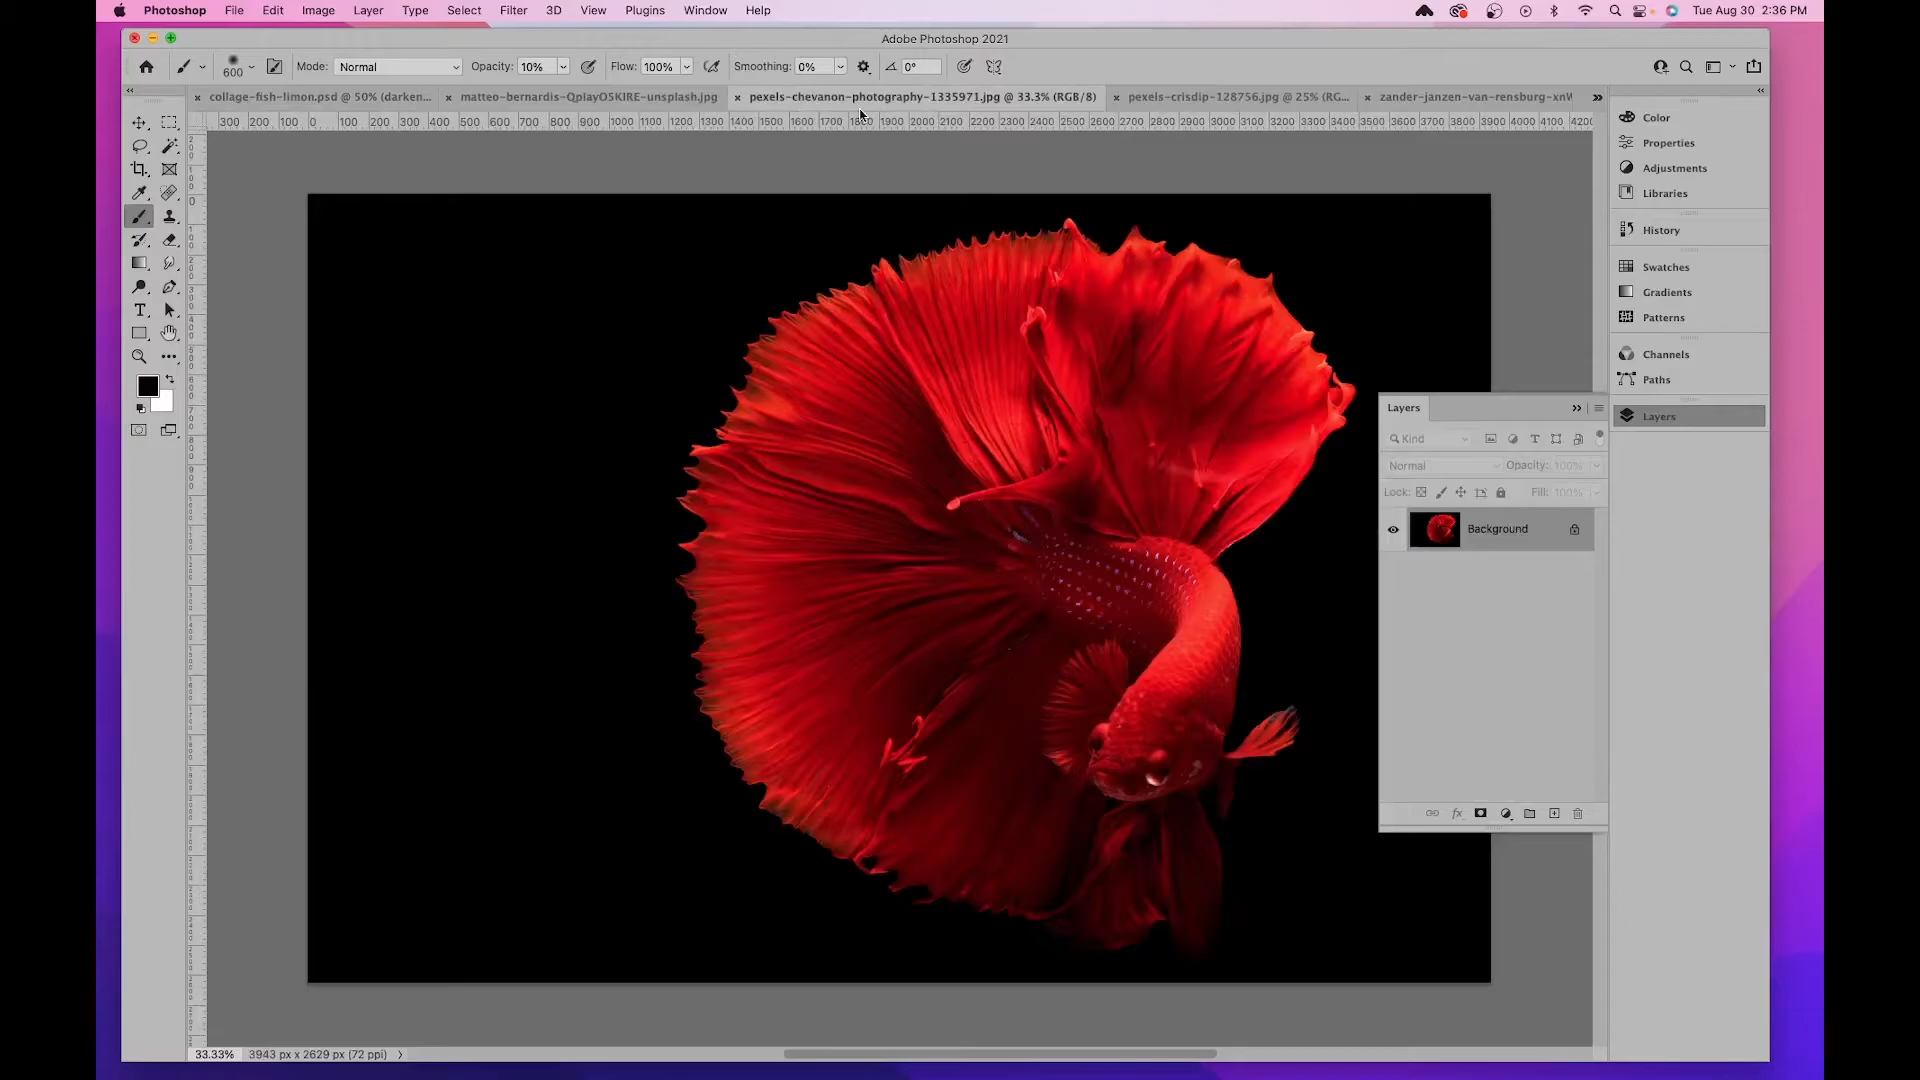 Photoshop File Edit Image Layer Type Select Filter 3D View Plugins Window Help Tue Aug 30 2:36 PM
Adobe Photoshop 2021
600 Mode: Normal Opacity: 10% Flow: 100% Smoothing: 0% 0°
collage-fish-limon.psd @ 50% (darken... matteo-bernardis-QpIayO5KIRE-unsplash.jpg pexels-chevanon-photography-1335971.jpg @ 33.3% (RGB/8) pexels-crisdip-128756.jpg @ 25% (RG... zander-janzen-van-rensburg-xnW
300 200 100 0 100 200 300 400 500 600 700 800 900 1000 1100 1200 1300 1400 1500 1600 1700 1800 1900 2000 2100 2200 2300 2400 2500 2600 2700 2800 2900 3000 3100 3200 3300 3400 3500 3600 3700 3800 3900 4000 4100 4200
Color
Properties
Adjustments
Libraries
History
Swatches
Gradients
Patterns
Channels
Paths
Layers
Layers
Kind
Normal Opacity: 100%
Lock: Fill: 100%
Background
33.33% 3943 px x 2629 px (72 ppi)